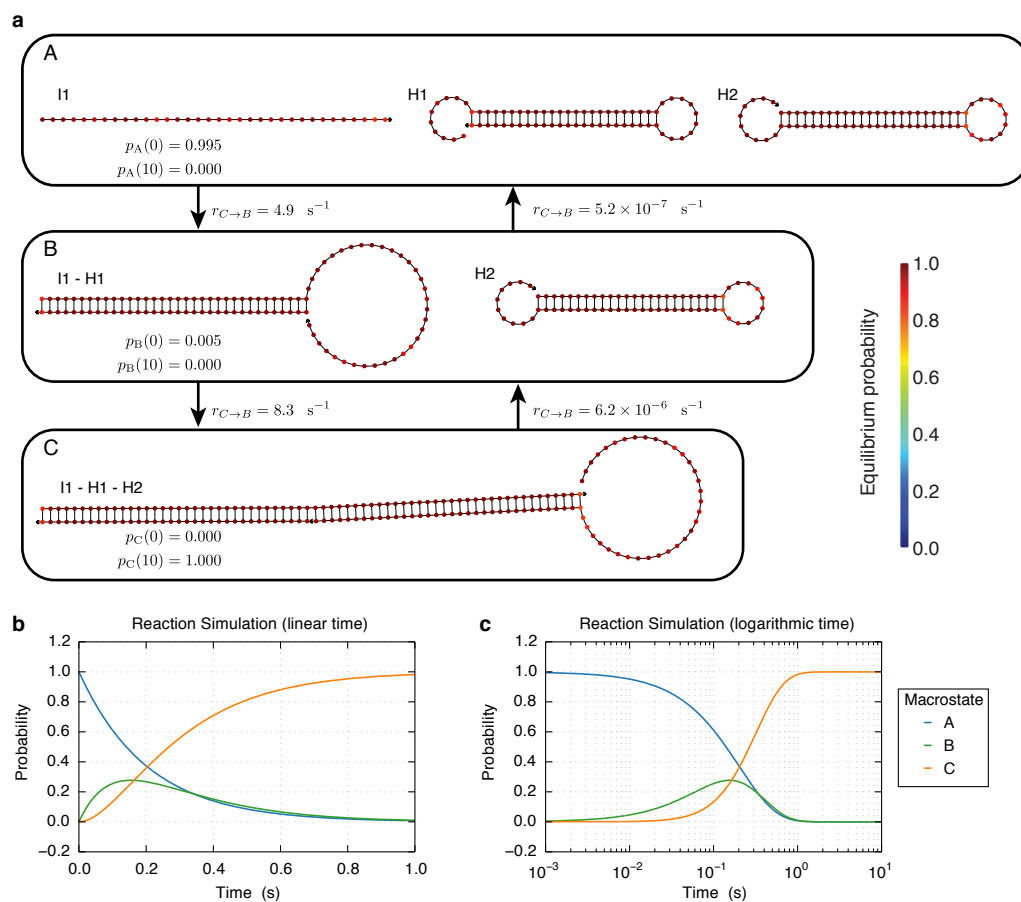 a
A
I1
H1
H2
p_A(0) = 0.995
p_A(10) = 0.000
r_{C→B} = 4.9 s⁻¹
r_{C→B} = 5.2 × 10⁻⁷ s⁻¹
B
I1 - H1
H2
p_B(0) = 0.005
p_B(10) = 0.000
r_{C→B} = 8.3 s⁻¹
r_{C→B} = 6.2 × 10⁻⁶ s⁻¹
C
I1 - H1 - H2
p_C(0) = 0.000
p_C(10) = 1.000
Equilibrium probability
1.0
0.8
0.6
0.4
0.2
0.0
b
Reaction Simulation (linear time)
Probability
1.2
1.0
0.8
0.6
0.4
0.2
0.0
−0.2
0.0 0.2 0.4 0.6 0.8 1.0
Time (s)
c
Reaction Simulation (logarithmic time)
Probability
1.2
1.0
0.8
0.6
0.4
0.2
0.0
−0.2
10⁻³ 10⁻² 10⁻¹ 10⁰ 10¹
Time (s)
Macrostate
A
B
C